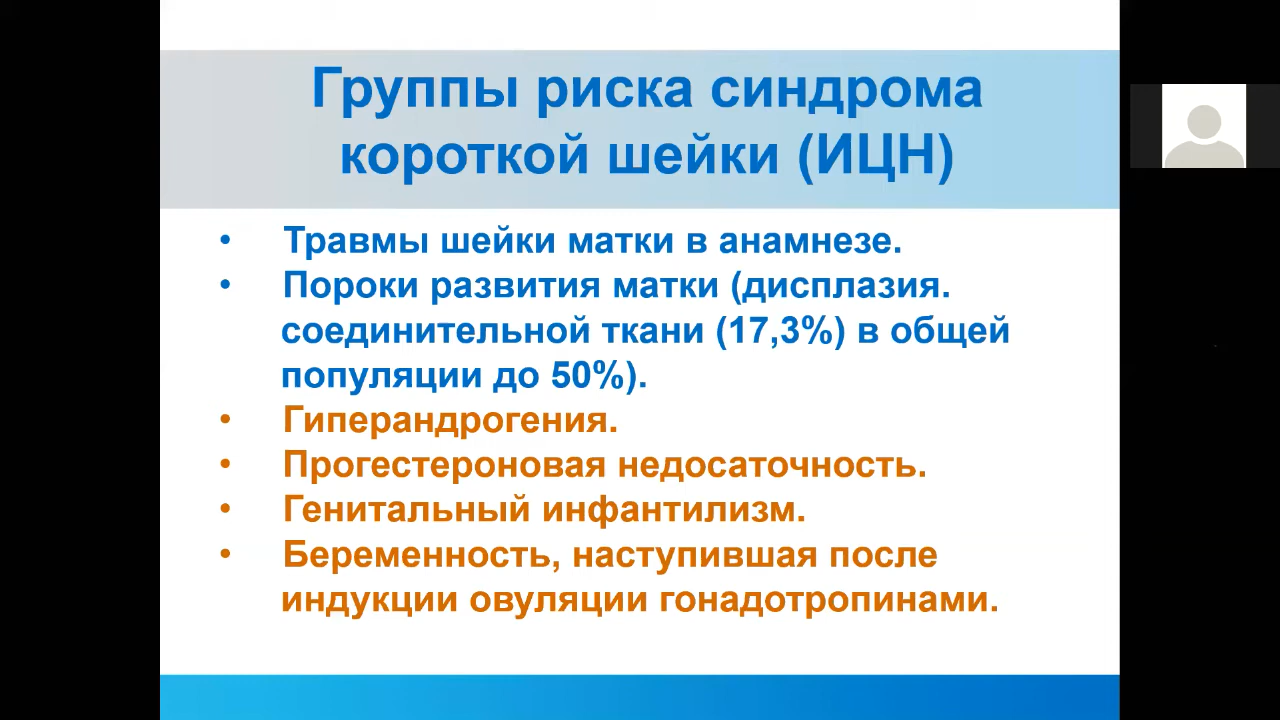 Группы риска синдрома
короткой шейки (ИЦН)
• Травмы шейки матки в анамнезе.
• Пороки развития матки (дисплазия.
соединительной ткани (17,3%) в общей
популяции до 50%).
• Гиперандрогения.
• Прогестероновая недосаточность.
• Генитальный инфантилизм.
• Беременность, наступившая после
индукции овуляции гонадотропинами.